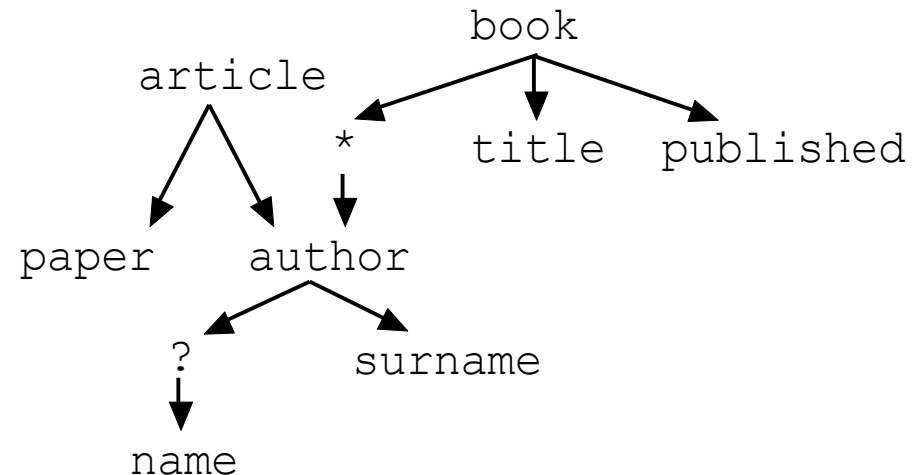 book
article
* title published
paper author
? surname
name